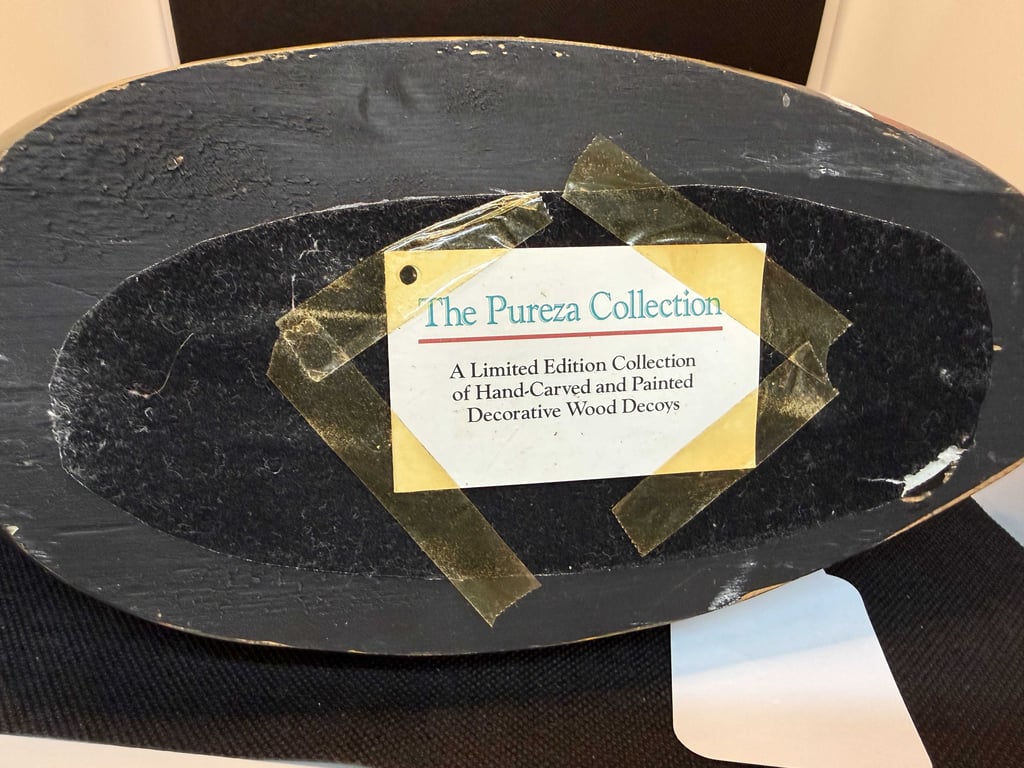 The Pureza Collection
A Limited Edition Collection
of Hand-Carved and Painted
Decorative Wood Decoys